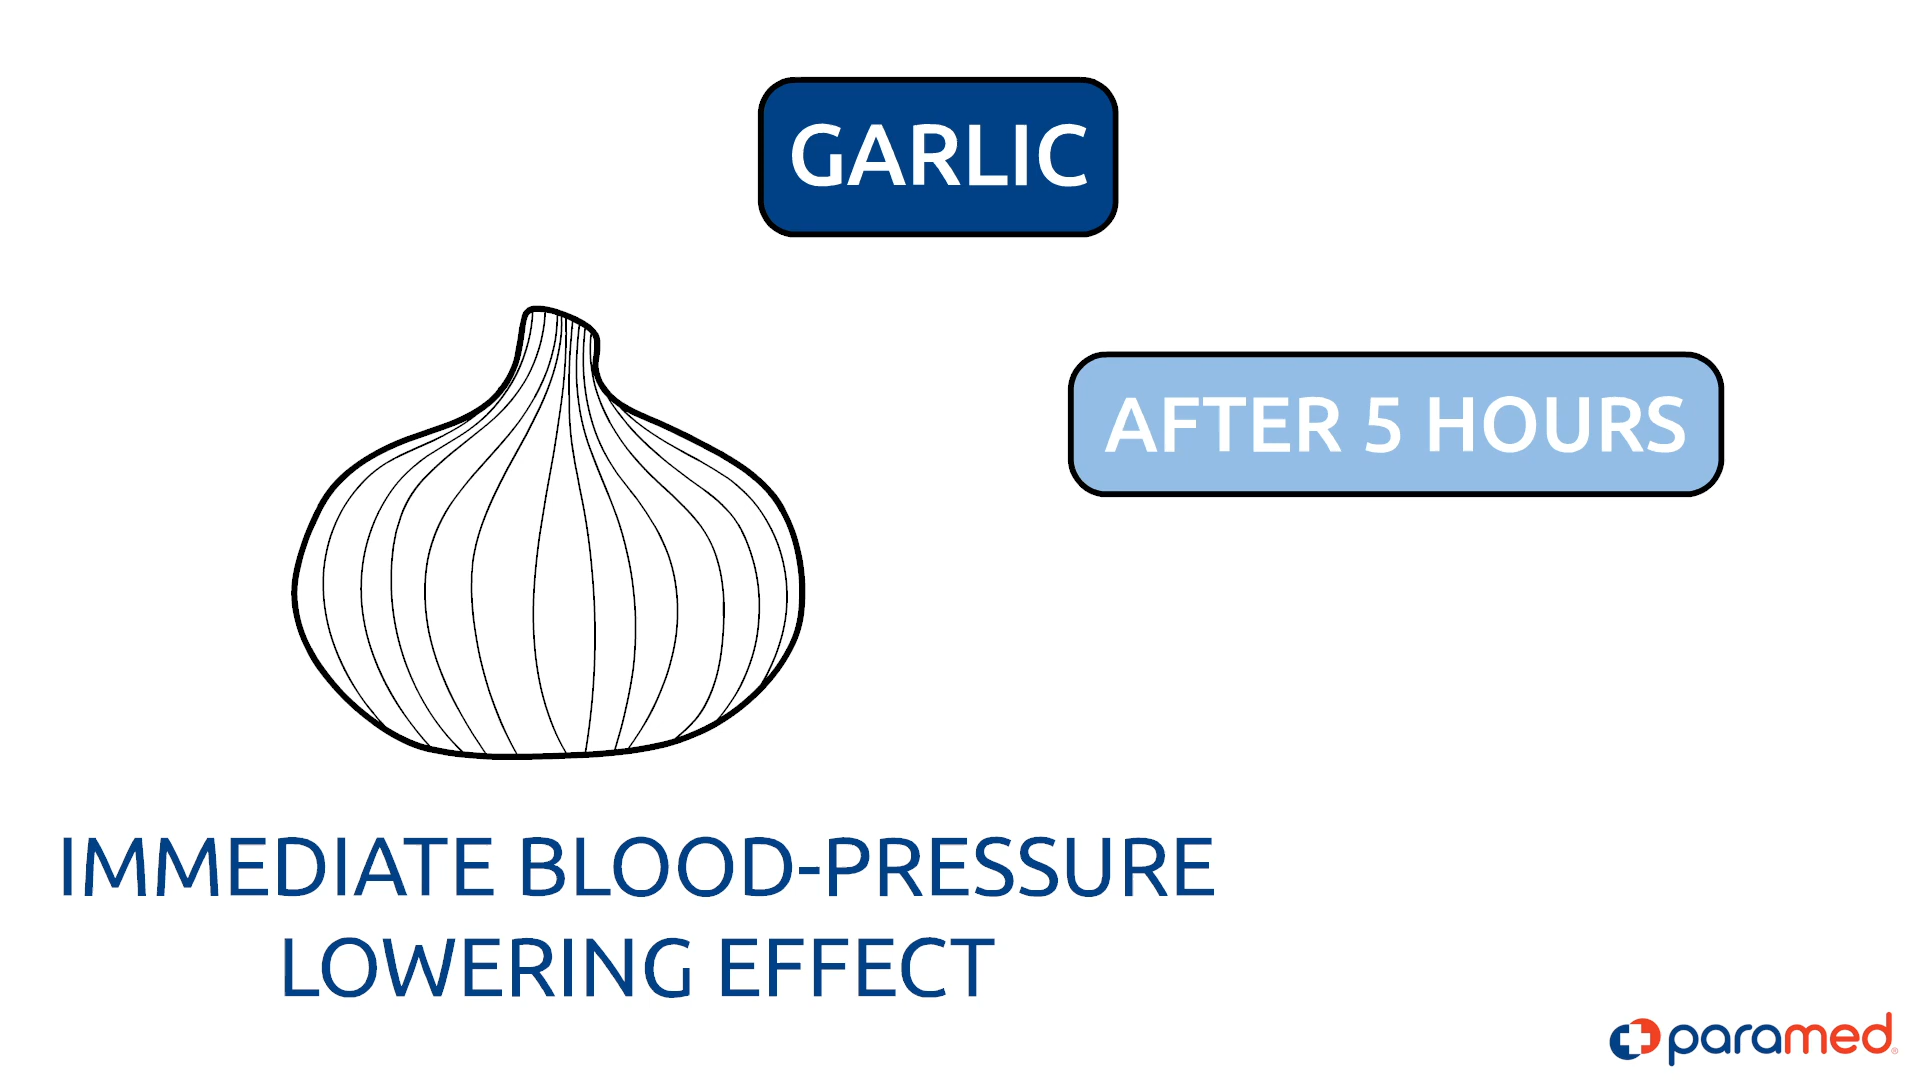 GARLIC
AFTER 5 HOURS
IMMEDIATE BLOOD-PRESSURE
LOWERING EFFECT
paramed